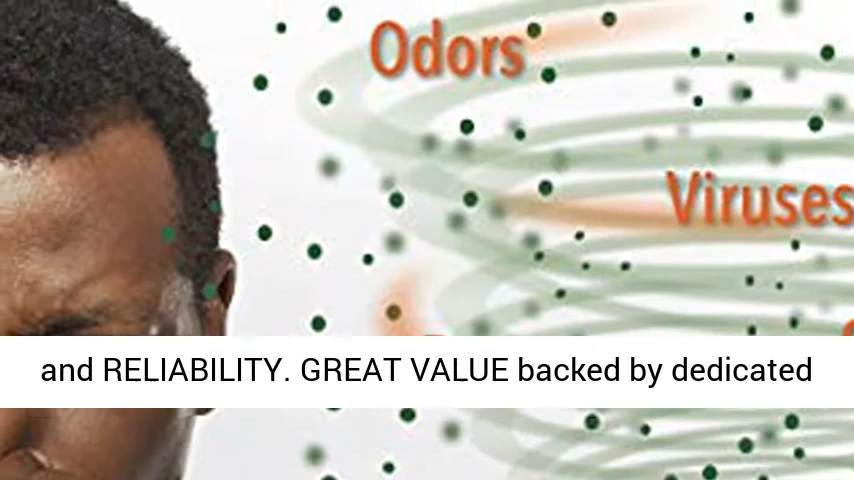 Odors
Viruses
and RELIABILITY. GREAT VALUE backed by dedicated